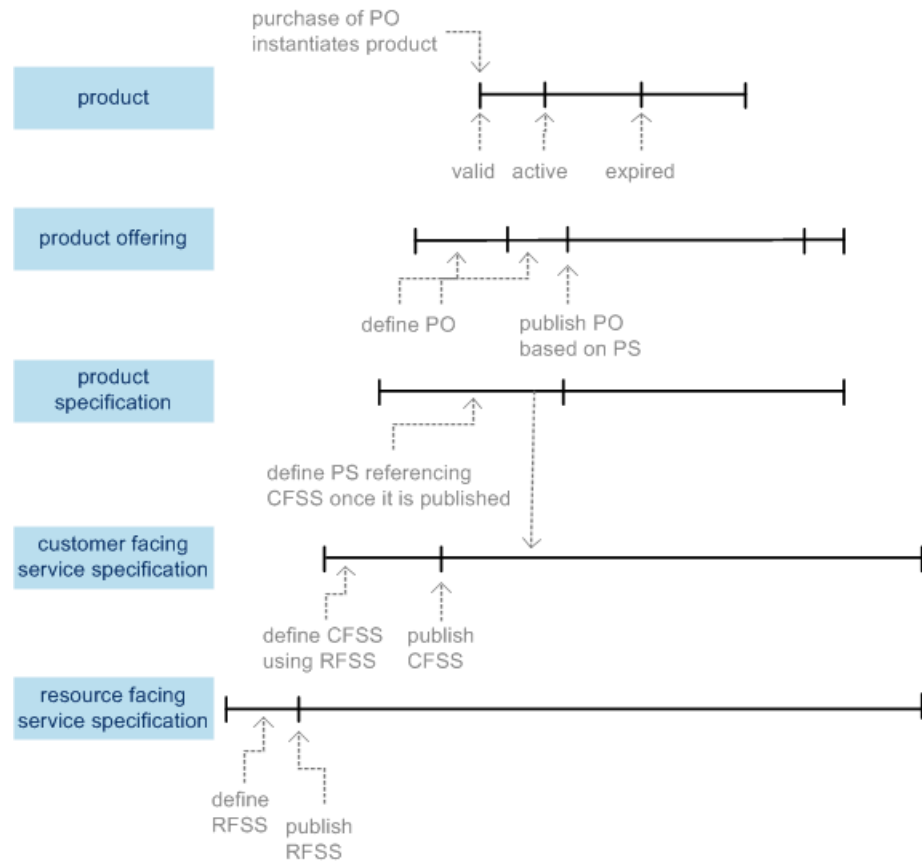 purchase of PO
instantiates product
product
valid active expired
product offering
define PO
publish PO
based on PS
product
specification
define PS referencing
CFSS once it is published
customer facing
service specification
define CFSS
using RFSS
publish
CFSS
resource facing
service specification
define
RFSS
publish
RFSS